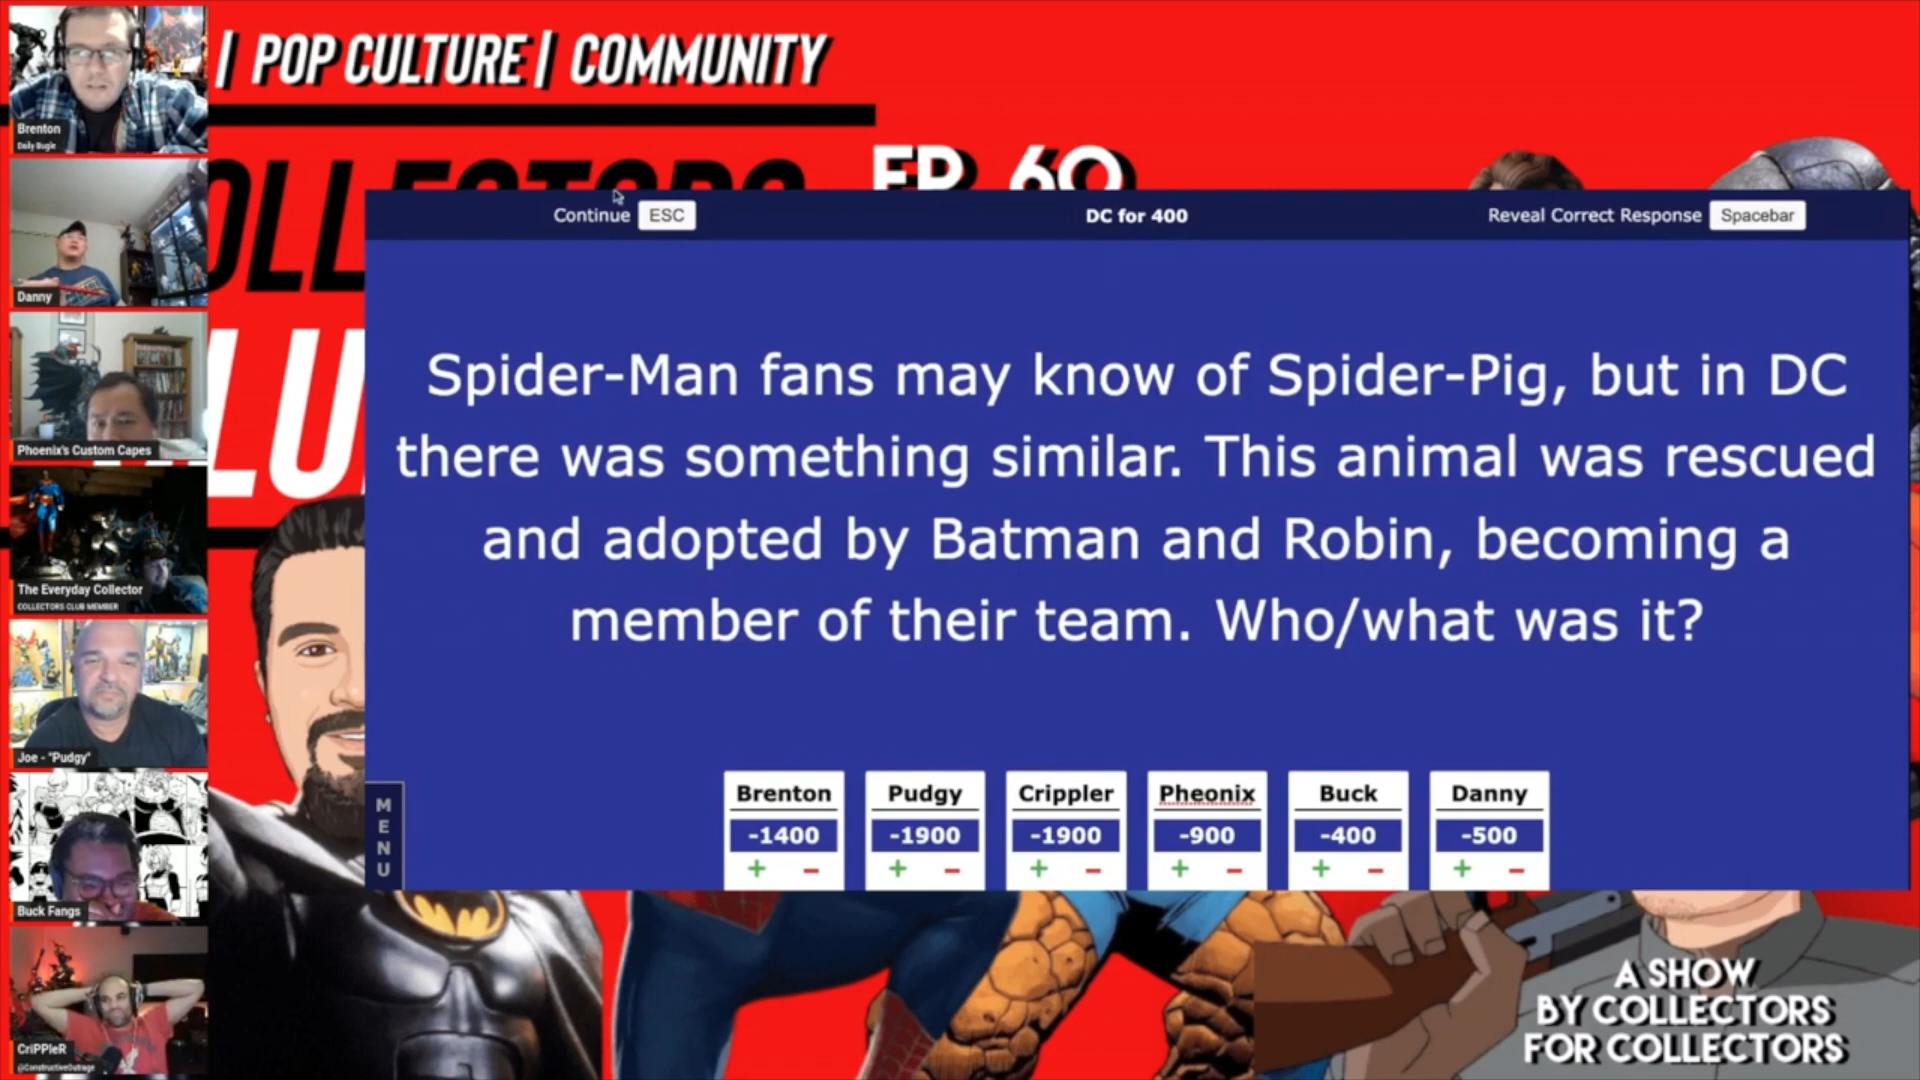 | POP CULTURE | COMMUNITY
EP. 60
Continue ESC
DC for 400
Reveal Correct Response Spacebar
Spider-Man fans may know of Spider-Pig, but in DC
there was something similar. This animal was rescued
and adopted by Batman and Robin, becoming a
member of their team. Who/what was it?
MENU
Brenton Pudgy Crippler Pheonix Buck Danny
-1400 -1900 -1900 -900 -400 -500
+ − + − + − + − + − + −
Brenton
Daily Bugle
Danny
Phoenix's Custom Capes
The Everyday Collector
COLLECTORS CLUB MEMBER
Joe - "Pudgy"
Buck Fangs
CriPPleR
@ConstructiveOutrage
A SHOW
BY COLLECTORS
FOR COLLECTORS